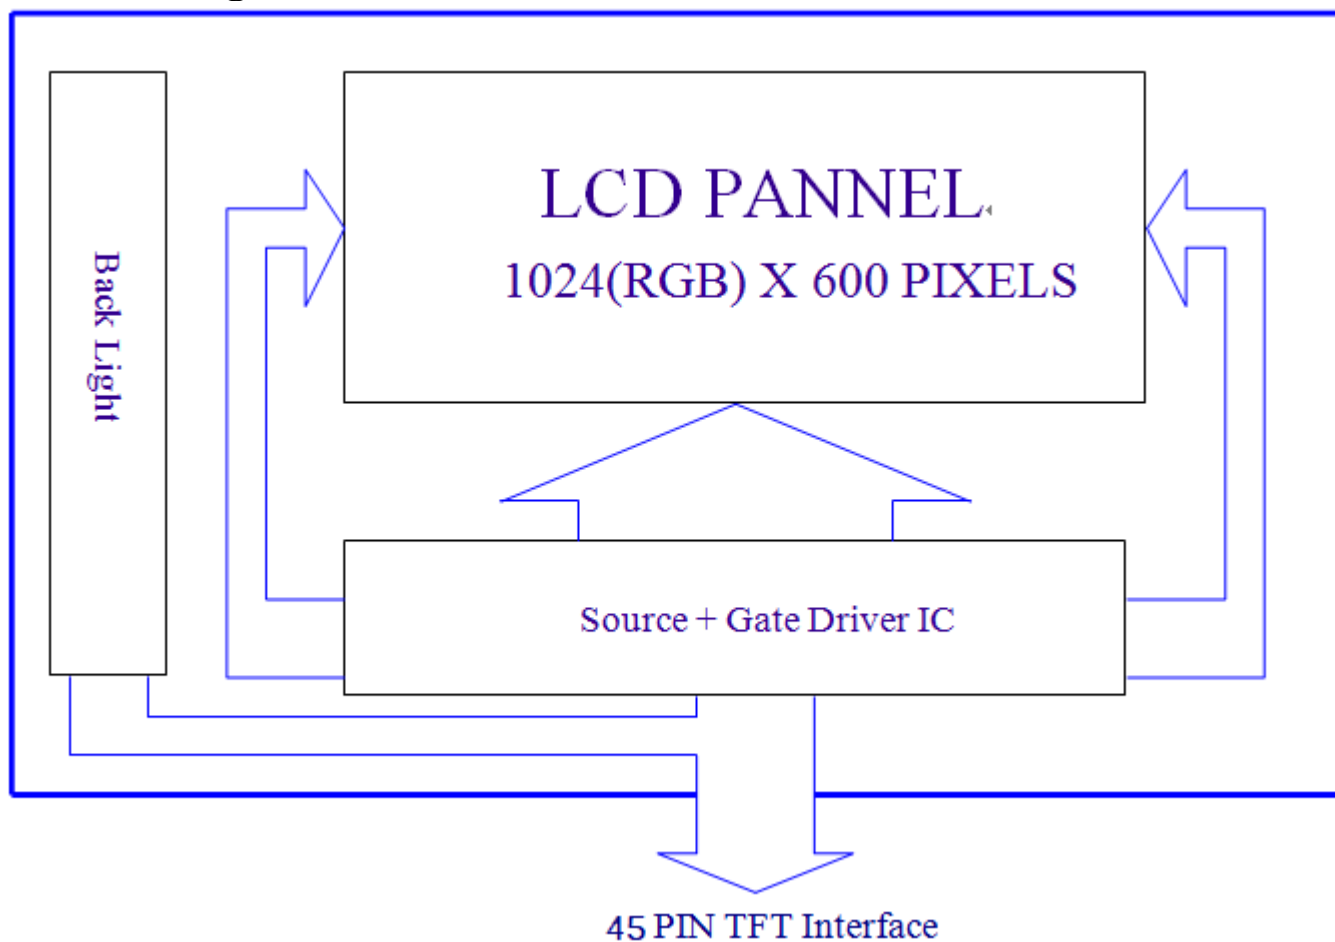 Back Light
LCD PANNEL
1024(RGB) X 600 PIXELS
Source + Gate Driver IC
45 PIN TFT Interface